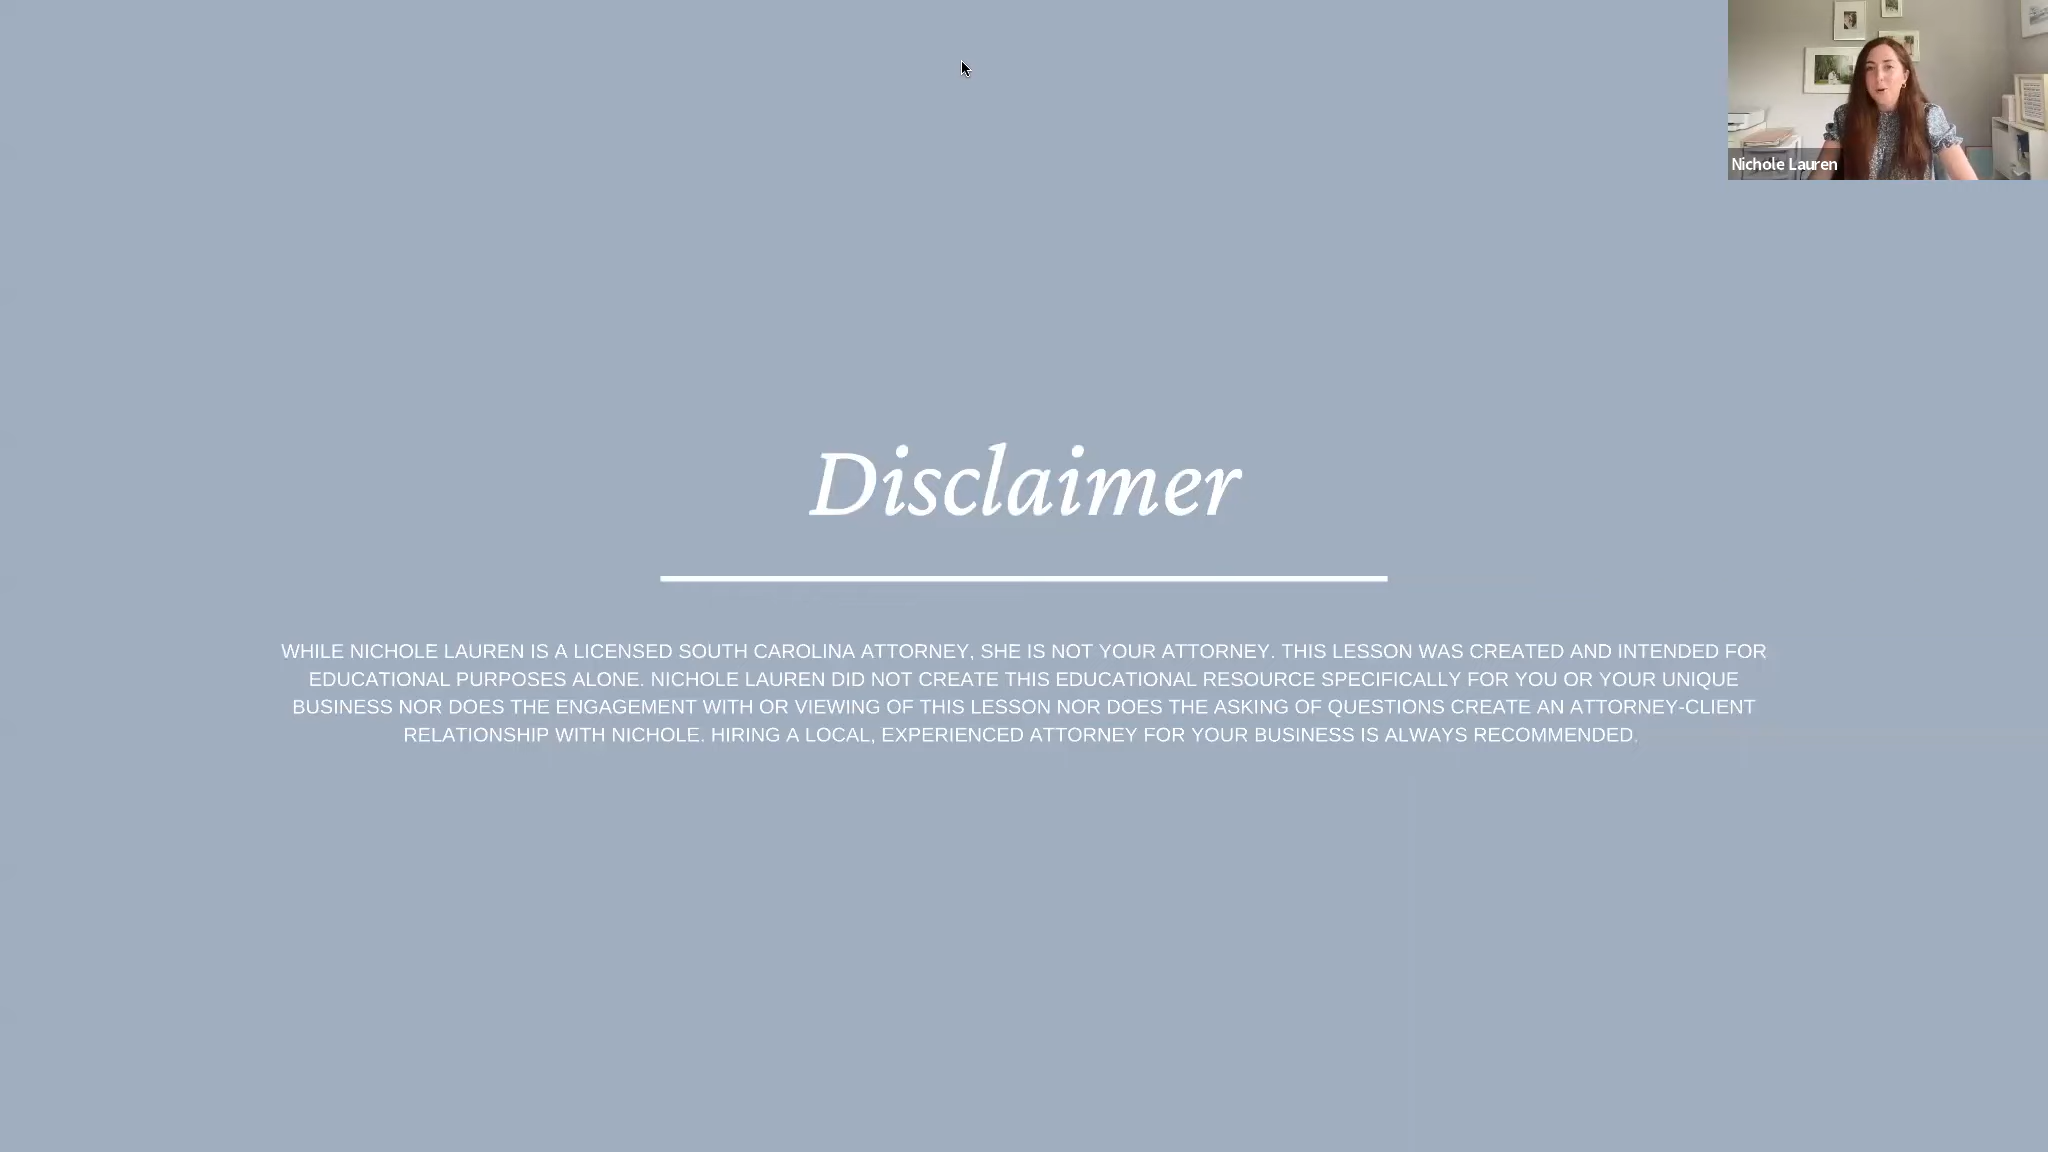 Nichole Lauren
Disclaimer
WHILE NICHOLE LAUREN IS A LICENSED SOUTH CAROLINA ATTORNEY, SHE IS NOT YOUR ATTORNEY. THIS LESSON WAS CREATED AND INTENDED FOR
EDUCATIONAL PURPOSES ALONE. NICHOLE LAUREN DID NOT CREATE THIS EDUCATIONAL RESOURCE SPECIFICALLY FOR YOU OR YOUR UNIQUE
BUSINESS NOR DOES THE ENGAGEMENT WITH OR VIEWING OF THIS LESSON NOR DOES THE ASKING OF QUESTIONS CREATE AN ATTORNEY-CLIENT
RELATIONSHIP WITH NICHOLE. HIRING A LOCAL, EXPERIENCED ATTORNEY FOR YOUR BUSINESS IS ALWAYS RECOMMENDED.